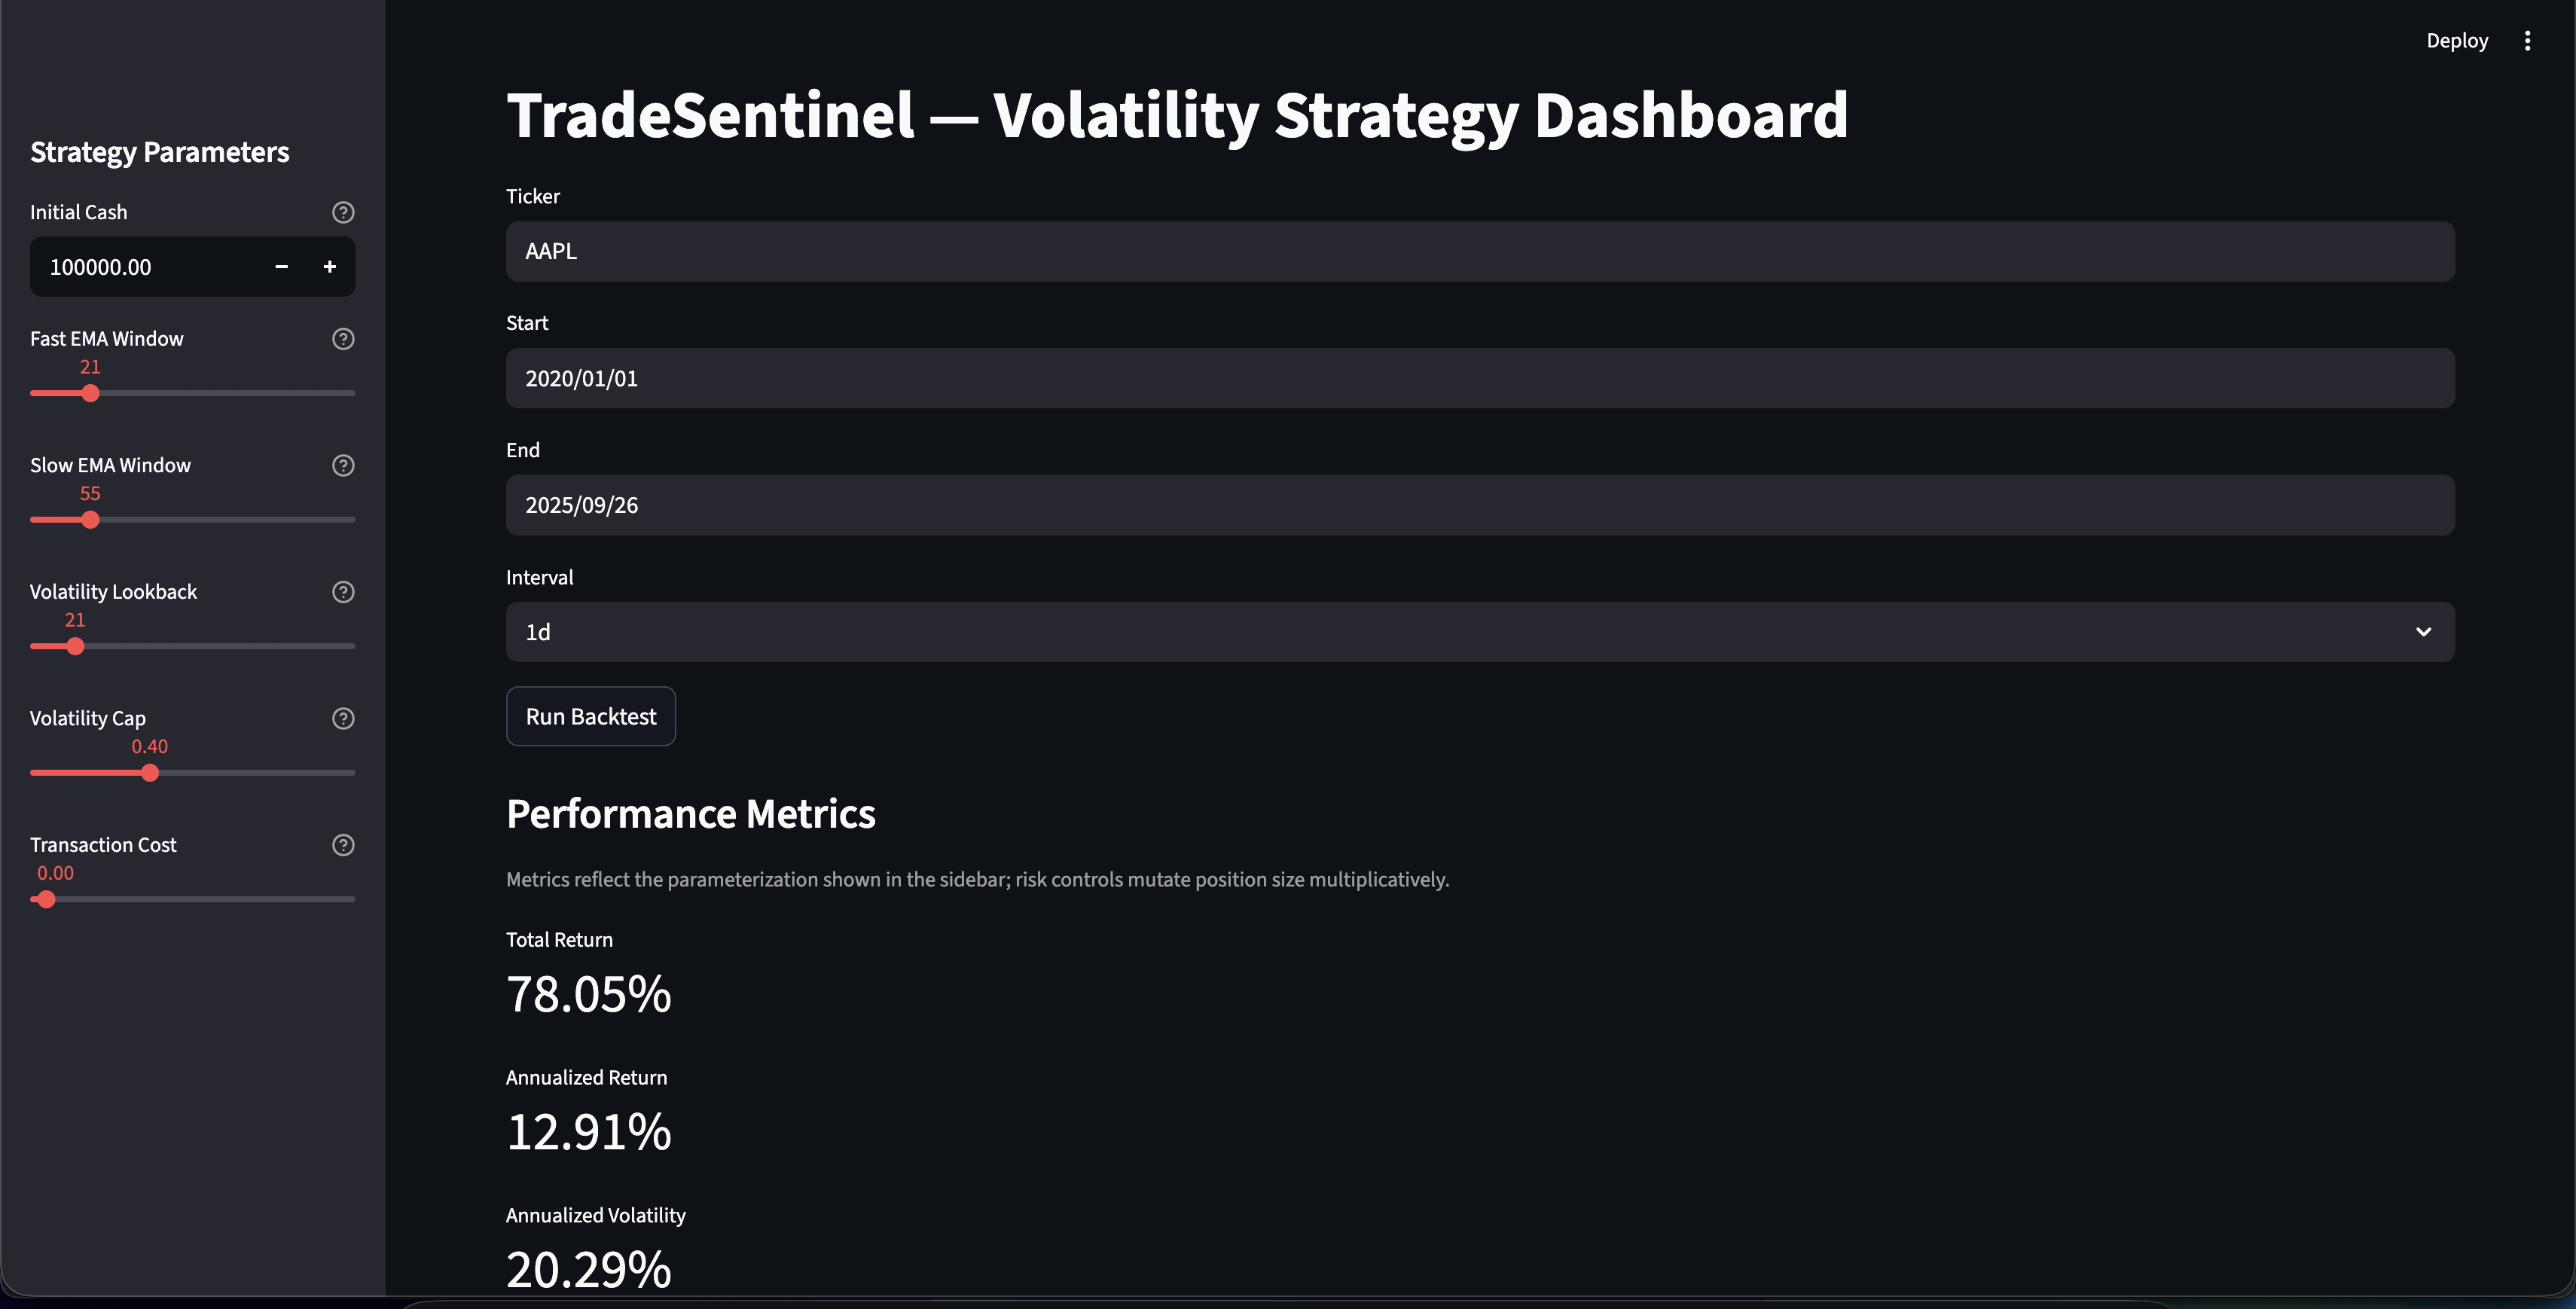 Deploy
Strategy Parameters
Initial Cash
100000.00
Fast EMA Window
21
Slow EMA Window
55
Volatility Lookback
21
Volatility Cap
0.40
Transaction Cost
0.00
TradeSentinel — Volatility Strategy Dashboard
Ticker
AAPL
Start
2020/01/01
End
2025/09/26
Interval
1d
Run Backtest
Performance Metrics
Metrics reflect the parameterization shown in the sidebar; risk controls mutate position size multiplicatively.
Total Return
78.05%
Annualized Return
12.91%
Annualized Volatility
20.29%